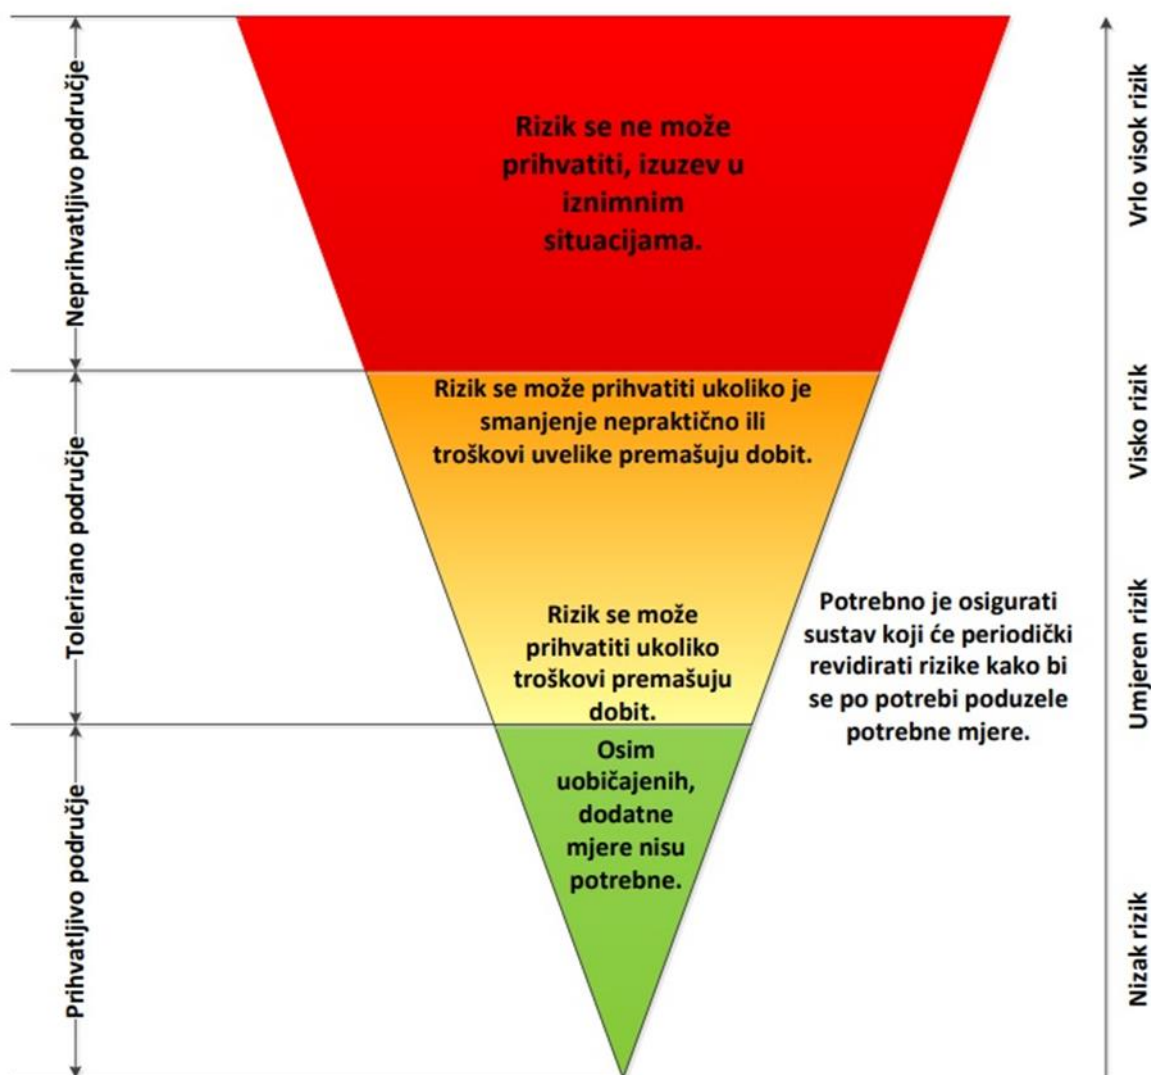 Neprihvatljivo područje
Rizik se ne može
prihvatiti, izuzev u
iznimnim
situacijama.
Vrlo visok rizik
Tolerirano područje
Rizik se može prihvatiti ukoliko je
smanjenje nepraktično ili
troškovi uvelike premašuju dobit.
Visko rizik
Rizik se može
prihvatiti ukoliko
troškovi premašuju
dobit.
Potrebno je osigurati
sustav koji će periodički
revidirati rizike kako bi
se po potrebi poduzele
potrebne mjere.
Umjeren rizik
Prihvatljivo područje
Osim
uobičajenih,
dodatne
mjere nisu
potrebne.
Nizak rizik